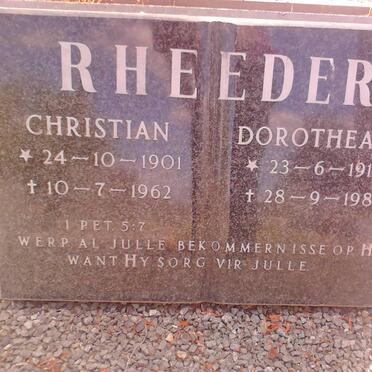 RHEEDER
CHRISTIAN DOROTHEA
* 24-10-1901 * 23-6-191
† 10-7-1962 † 28-9-198
1 PET 5:7
WERP AL JULLE BEKOMMERNISSE OP H
WANT HY SORG VIR JULLE